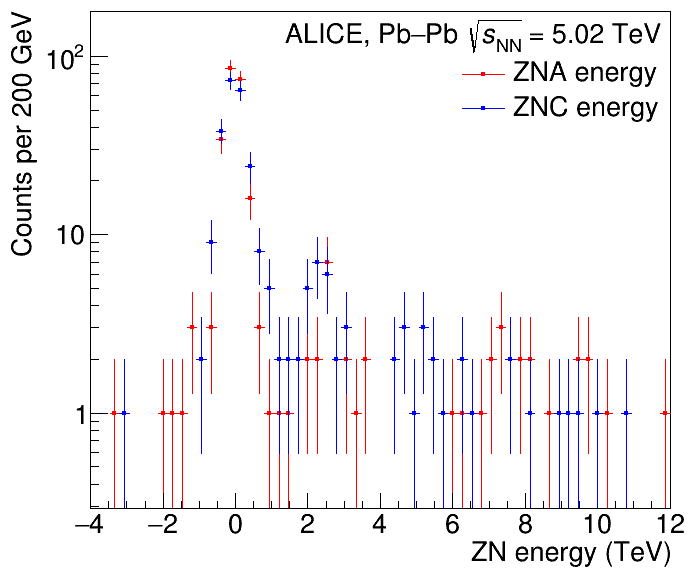 ALICE, Pb–Pb √sNN = 5.02 TeV
ZNA energy
ZNC energy
Counts per 200 GeV
10²
10
1
−4 −2 0 2 4 6 8 10 12
ZN energy (TeV)